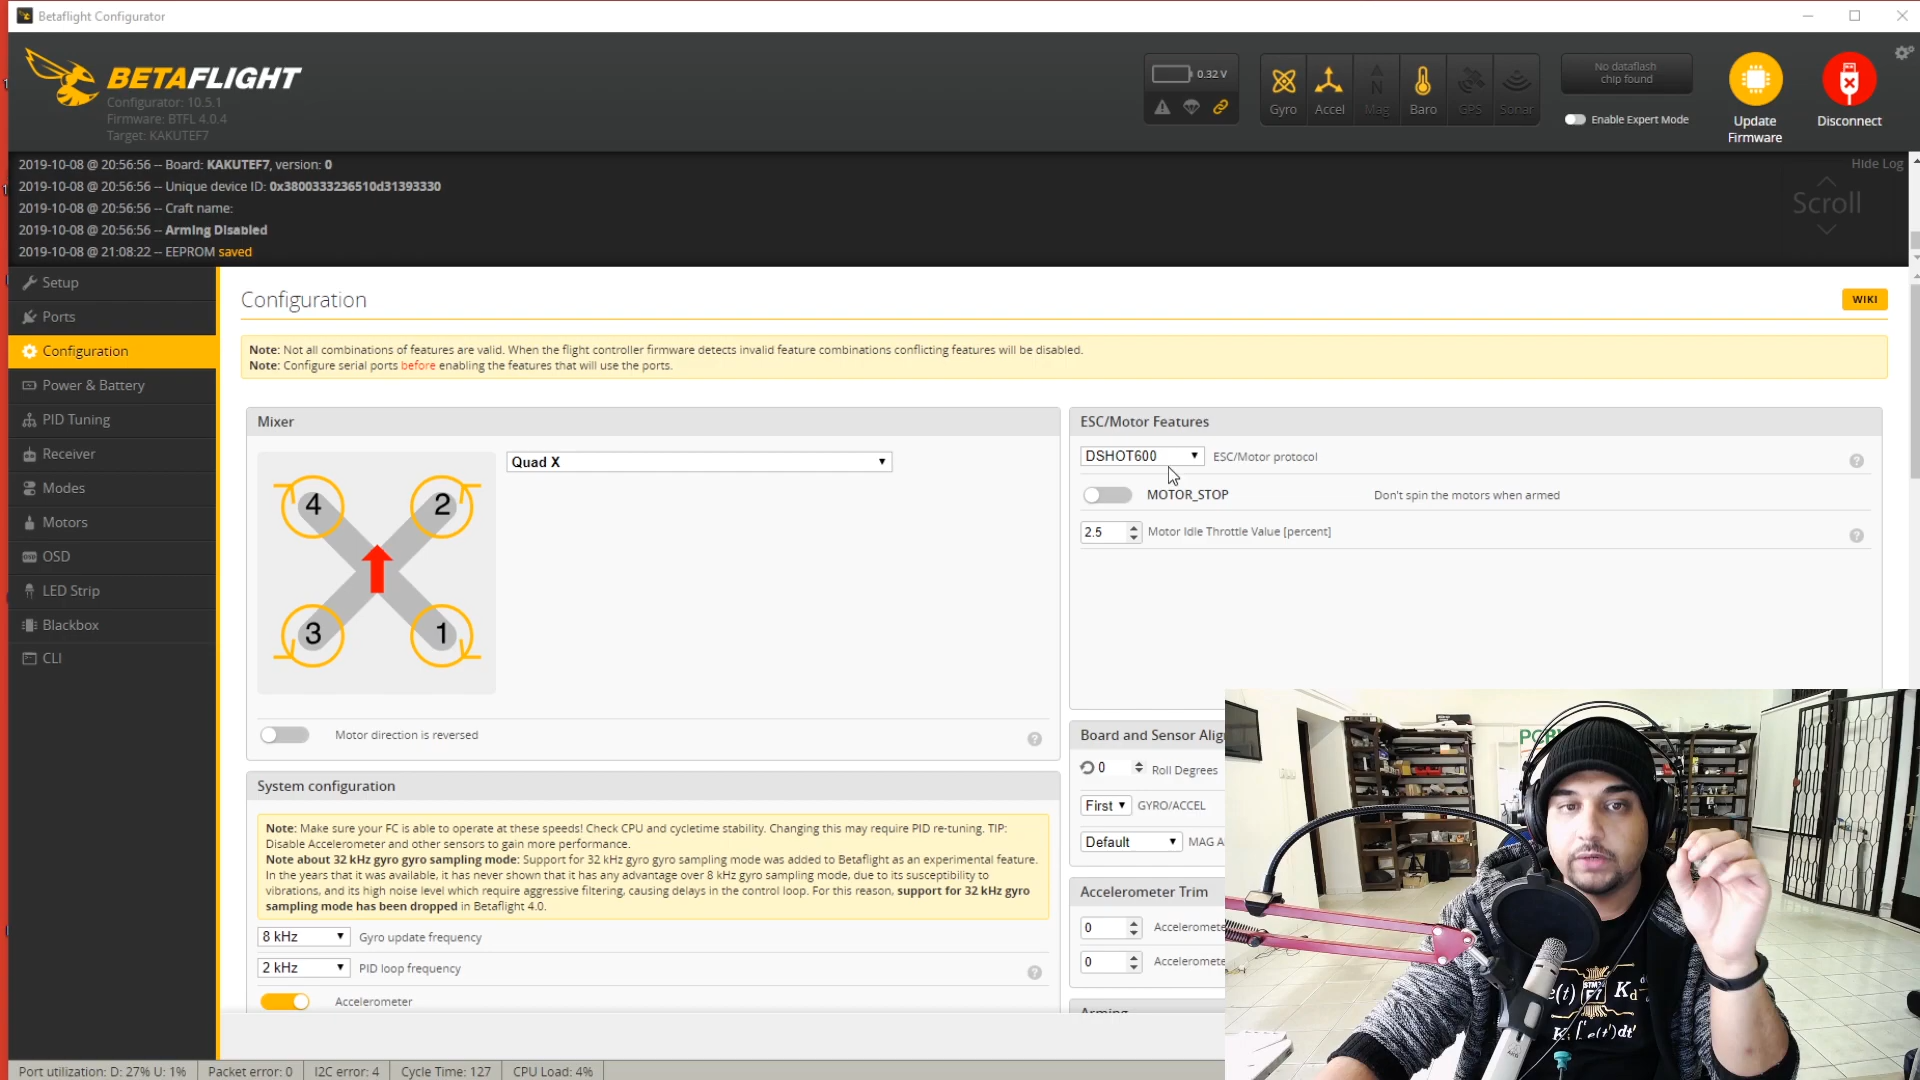 Betaflight Configurator
BETAFLIGHT
Configurator: 10.5.1
Firmware: BTFL 4.0.4
Target: KAKUTEF7
0.32 V
Gyro
Accel
Mag
Baro
GPS
Sonar
No dataflash
chip found
Enable Expert Mode
Update
Firmware
Disconnect
2019-10-08 @ 20:56:56 -- Board: KAKUTEF7, version: 0
2019-10-08 @ 20:56:56 -- Unique device ID: 0x3800333236510d31393330
2019-10-08 @ 20:56:56 -- Craft name:
2019-10-08 @ 20:56:56 -- Arming Disabled
2019-10-08 @ 21:08:22 -- EEPROM saved
Hide Log
Scroll
Setup
Ports
Configuration
Power & Battery
PID Tuning
Receiver
Modes
Motors
OSD
LED Strip
Blackbox
CLI
Configuration
WIKI
Note: Not all combinations of features are valid. When the flight controller firmware detects invalid feature combinations conflicting features will be disabled.
Note: Configure serial ports before enabling the features that will use the ports.
Mixer
Quad X
4
2
3
1
Motor direction is reversed
ESC/Motor Features
DSHOT600
ESC/Motor protocol
MOTOR_STOP
Don't spin the motors when armed
2.5
Motor Idle Throttle Value [percent]
System configuration
Note: Make sure your FC is able to operate at these speeds! Check CPU and cycletime stability. Changing this may require PID re-tuning. TIP:
Disable Accelerometer and other sensors to gain more performance.
Note about 32 kHz gyro gyro sampling mode: Support for 32 kHz gyro gyro sampling mode was added to Betaflight as an experimental feature.
In the years that it was available, it has never shown that it has any advantage over 8 kHz gyro sampling mode, due to its susceptibility to
vibrations, and its high noise level which require aggressive filtering, causing delays in the control loop. For this reason, support for 32 kHz gyro
sampling mode has been dropped in Betaflight 4.0.
8 kHz
Gyro update frequency
2 kHz
PID loop frequency
Accelerometer
Board and Sensor Alig
0
Roll Degrees
First
GYRO/ACCEL
Default
MAG A
Accelerometer Trim
0
Acceleromete
0
Acceleromete
Arming
Port utilization: D: 27% U: 1%
Packet error: 0
I2C error: 4
Cycle Time: 127
CPU Load: 4%